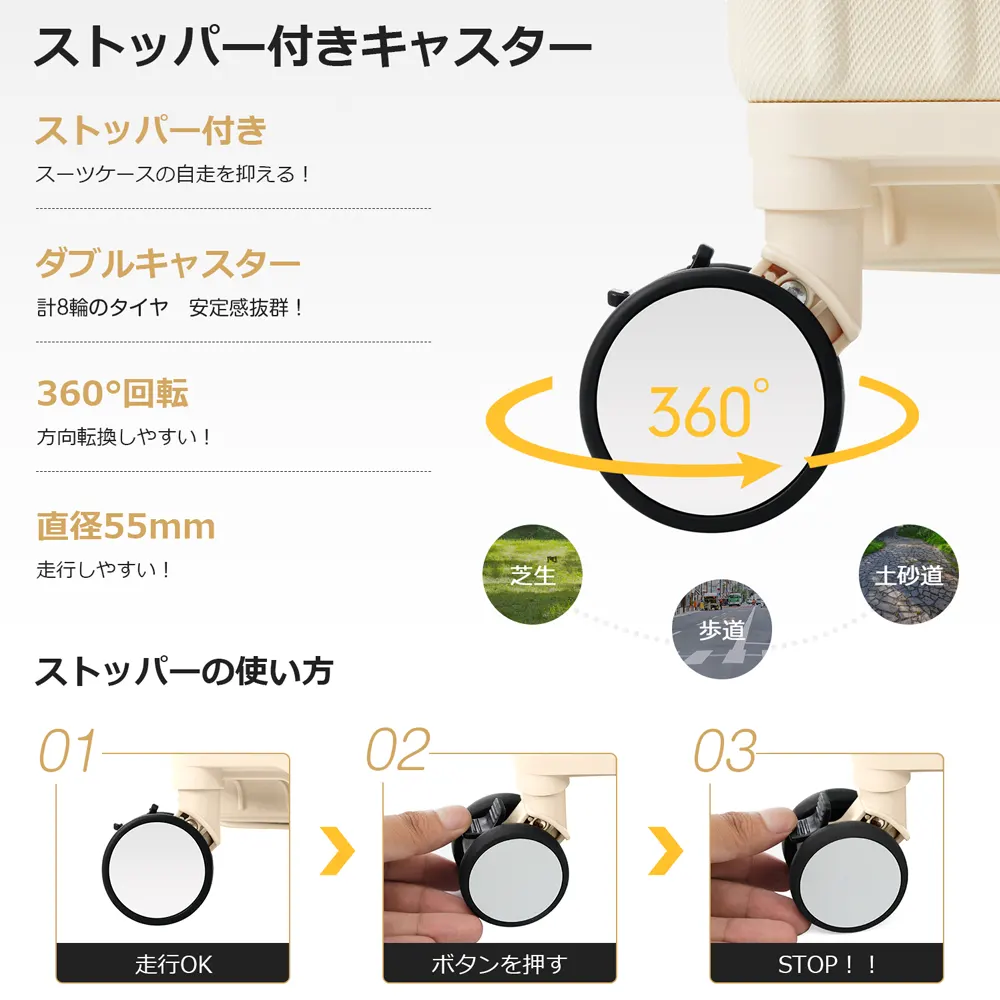 ストッパー付きキャスター
ストッパー付き
スーツケースの自走を抑える！
ダブルキャスター
計8輪のタイヤ　安定感抜群！
360°回転
方向転換しやすい！
直径55mm
走行しやすい！
360°
芝生
歩道
土砂道
ストッパーの使い方
01
走行OK
02
ボタンを押す
03
STOP！！